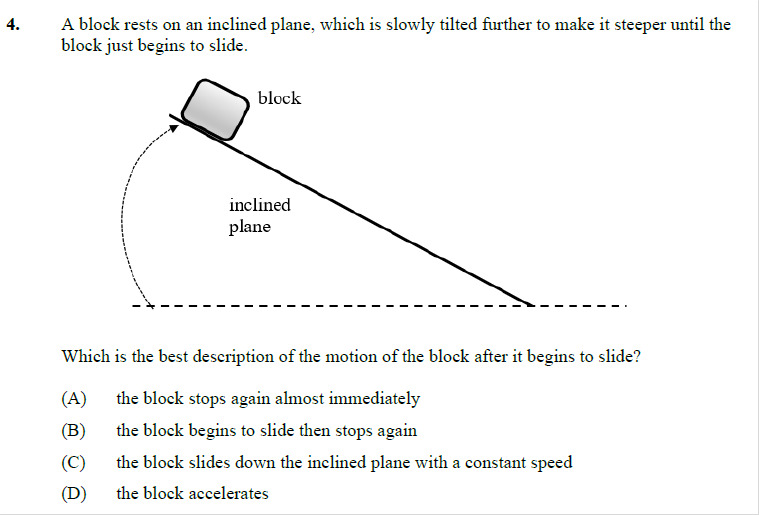 4. A block rests on an inclined plane, which is slowly tilted further to make it steeper until the
block just begins to slide.
block
inclined
plane
Which is the best description of the motion of the block after it begins to slide?
(A) the block stops again almost immediately
(B) the block begins to slide then stops again
(C) the block slides down the inclined plane with a constant speed
(D) the block accelerates